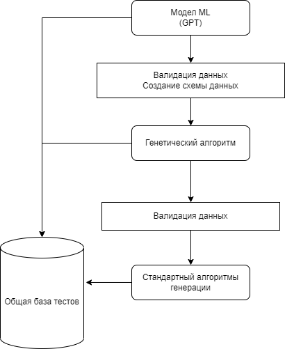 Модел ML
(GPT)
Валидация данных
Создание схемы данных
Генетический алгоритм
Валидация данных
Стандартный алгоритмы
генерации
Общая база тестов